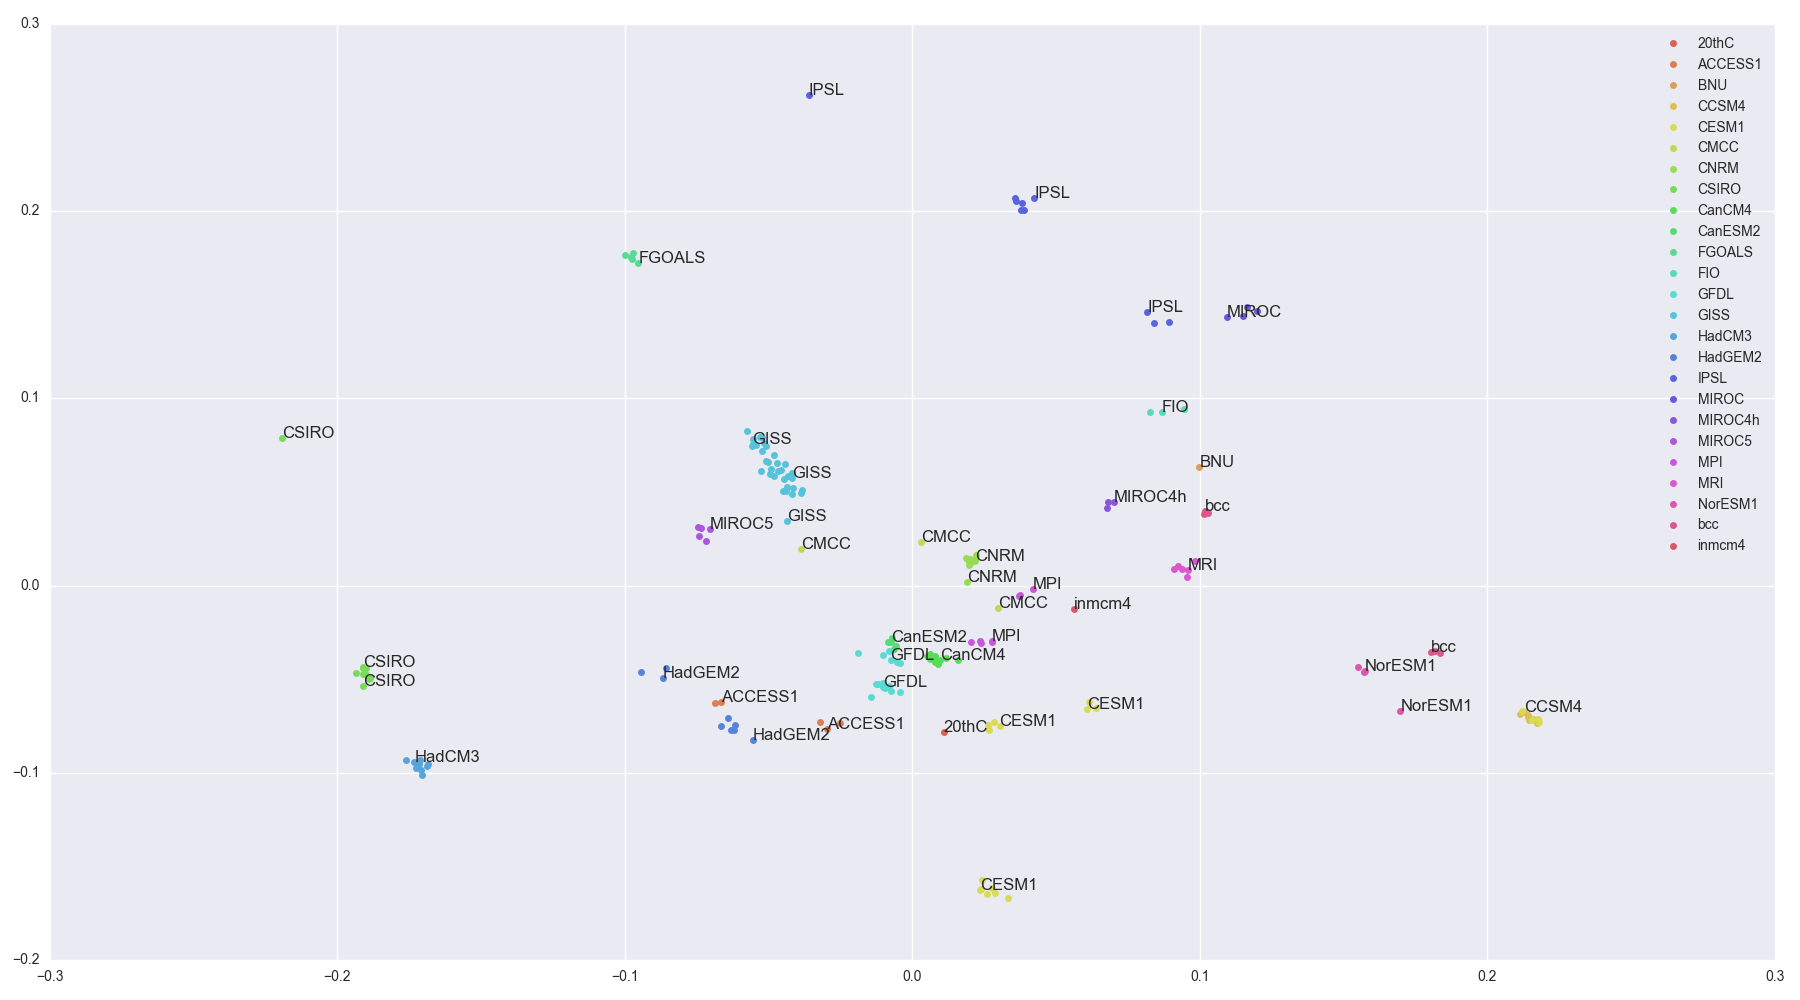 0.3
0.2
0.1
0.0
−0.1
−0.2
−0.3
−0.2
−0.1
0.0
0.1
0.2
0.3
20thC
ACCESS1
BNU
CCSM4
CESM1
CMCC
CNRM
CSIRO
CanCM4
CanESM2
FGOALS
FIO
GFDL
GISS
HadCM3
HadGEM2
IPSL
MIROC
MIROC4h
MIROC5
MPI
MRI
NorESM1
bcc
inmcm4
IPSL
IPSL
FGOALS
IPSL
MIROC
FIO
CSIRO
GISS
BNU
GISS
MIROC4h
bcc
GISS
MIROC5
CMCC
CMCC
CNRM
MRI
CNRM
MPI
CMCC
inmcm4
CanESM2
MPI
bcc
GFDL
CanCM4
CSIRO
NorESM1
HadGEM2
CSIRO
GFDL
ACCESS1
CESM1
NorESM1
CCSM4
ACCESS1
20thC
CESM1
HadGEM2
HadCM3
CESM1